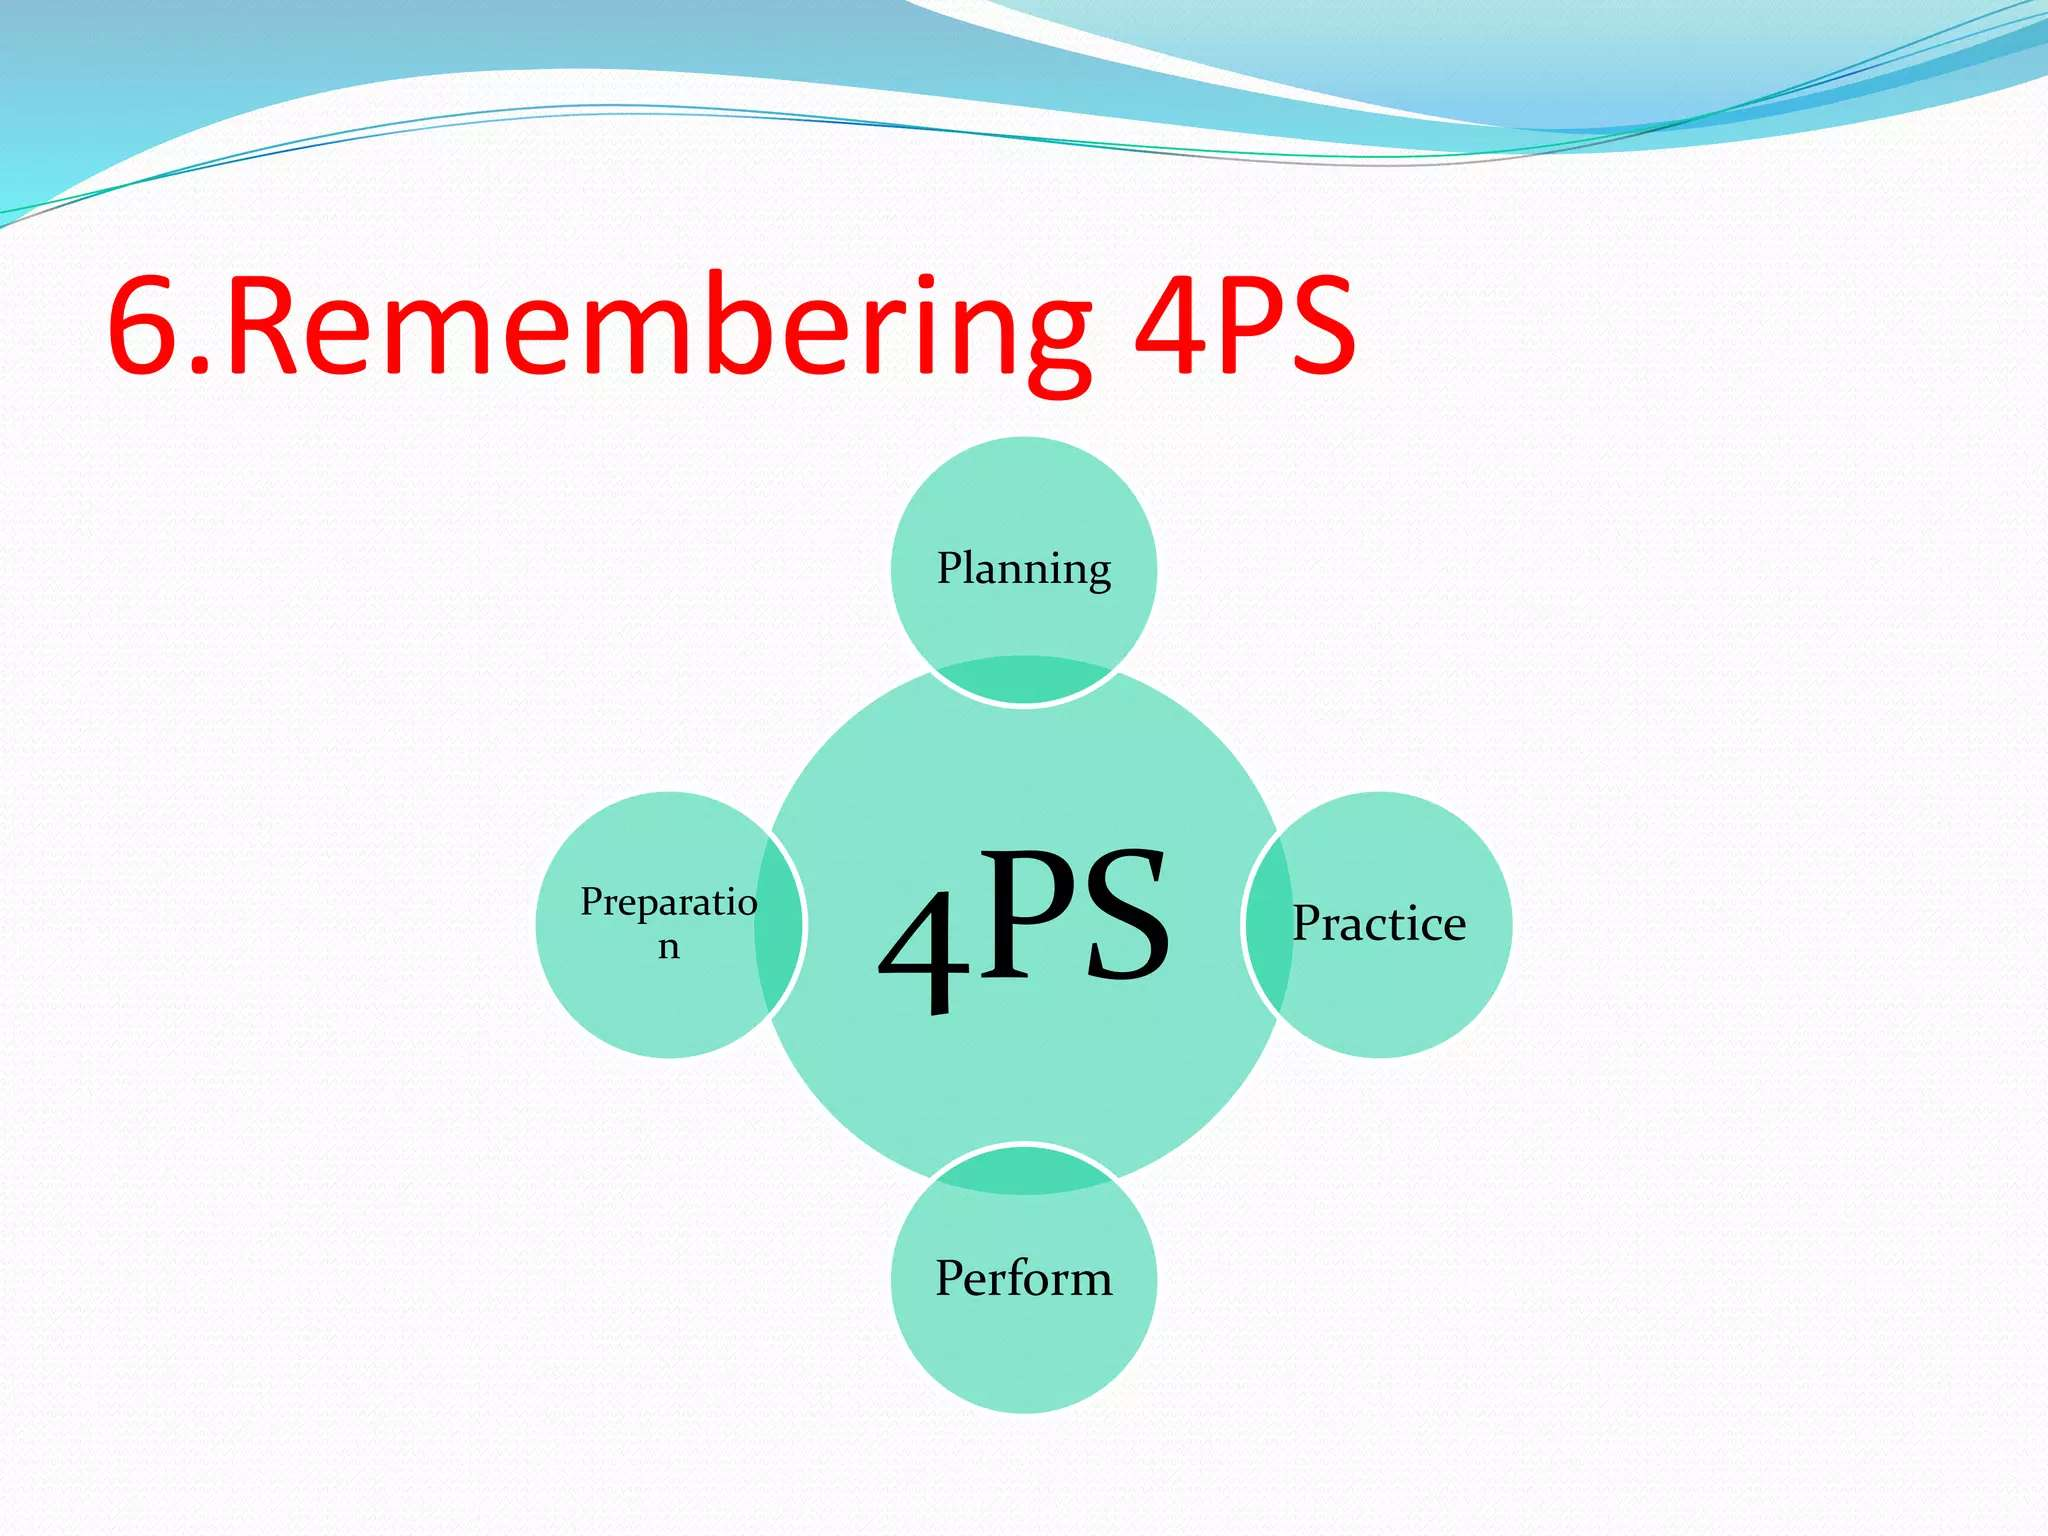 6.Remembering 4PS
Planning
Preparatio
n
4PS
Practice
Perform